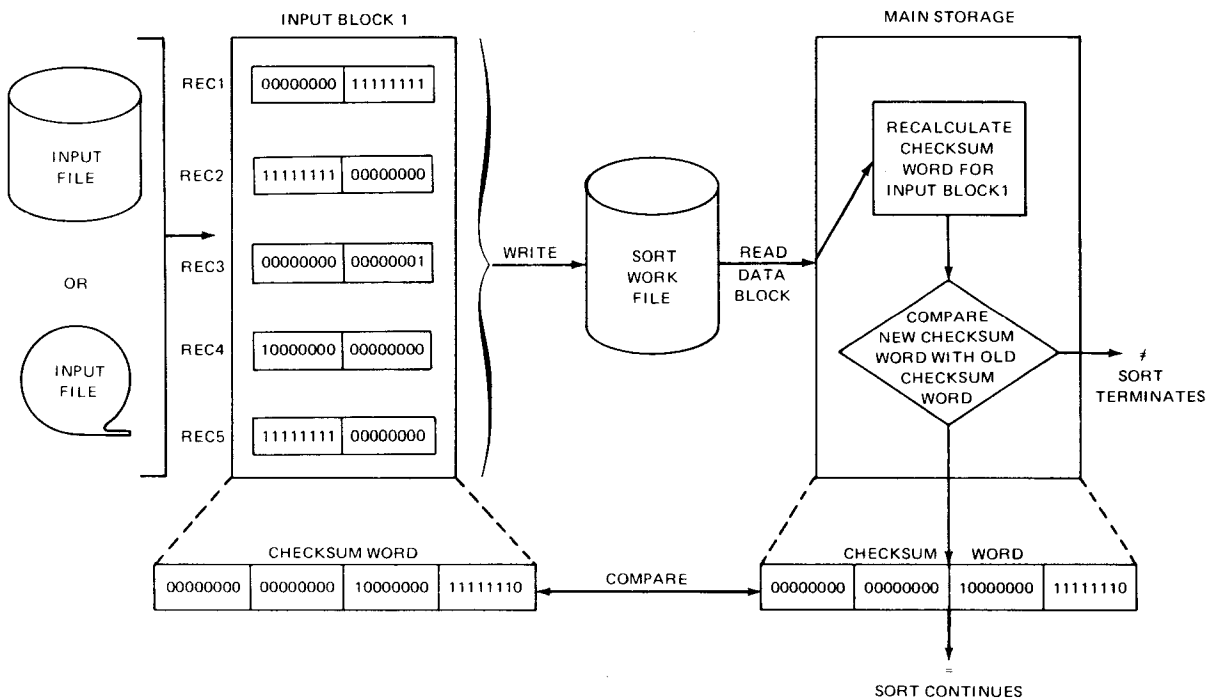 INPUT BLOCK 1
MAIN STORAGE
INPUT
FILE
OR
INPUT
FILE
REC1 00000000 11111111
REC2 11111111 00000000
REC3 00000000 00000001
REC4 10000000 00000000
REC5 11111111 00000000
WRITE
SORT
WORK
FILE
READ
DATA
BLOCK
RECALCULATE
CHECKSUM
WORD FOR
INPUT BLOCK1
COMPARE
NEW CHECKSUM
WORD WITH OLD
CHECKSUM
WORD
≠
SORT
TERMINATES
CHECKSUM WORD
00000000 00000000 10000000 11111110
COMPARE
CHECKSUM WORD
00000000 00000000 10000000 11111110
=
SORT CONTINUES